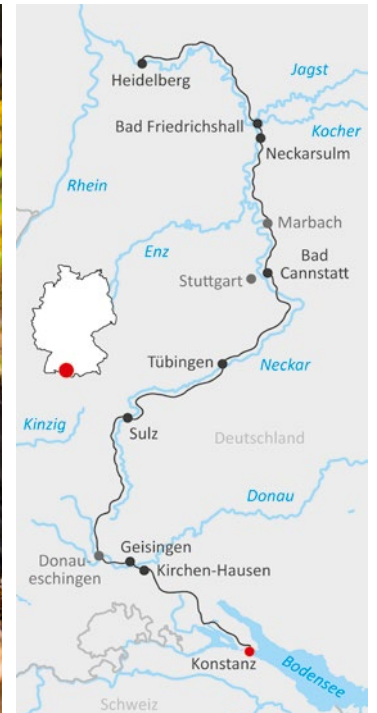 Heidelberg
Jagst
Bad Friedrichshall
Kocher
Neckarsulm
Rhein
Marbach
Enz
Bad
Cannstatt
Stuttgart
Tübingen
Neckar
Kinzig
Sulz
Deutschland
Donau
Geisingen
Donau-
eschingen
Kirchen-Hausen
Konstanz
Bodensee
Schweiz